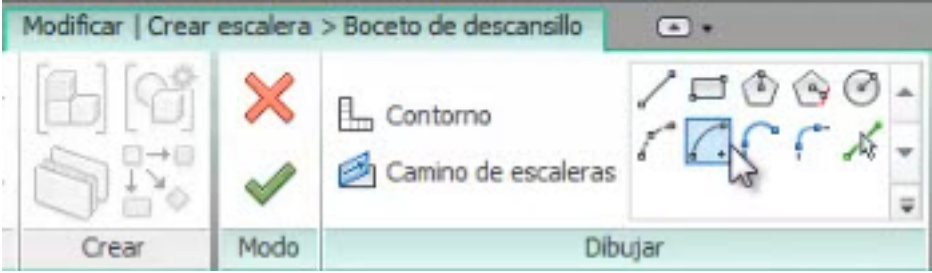 Modificar | Crear escalera > Boceto de descansillo
Contorno
Camino de escaleras
Crear
Modo
Dibujar